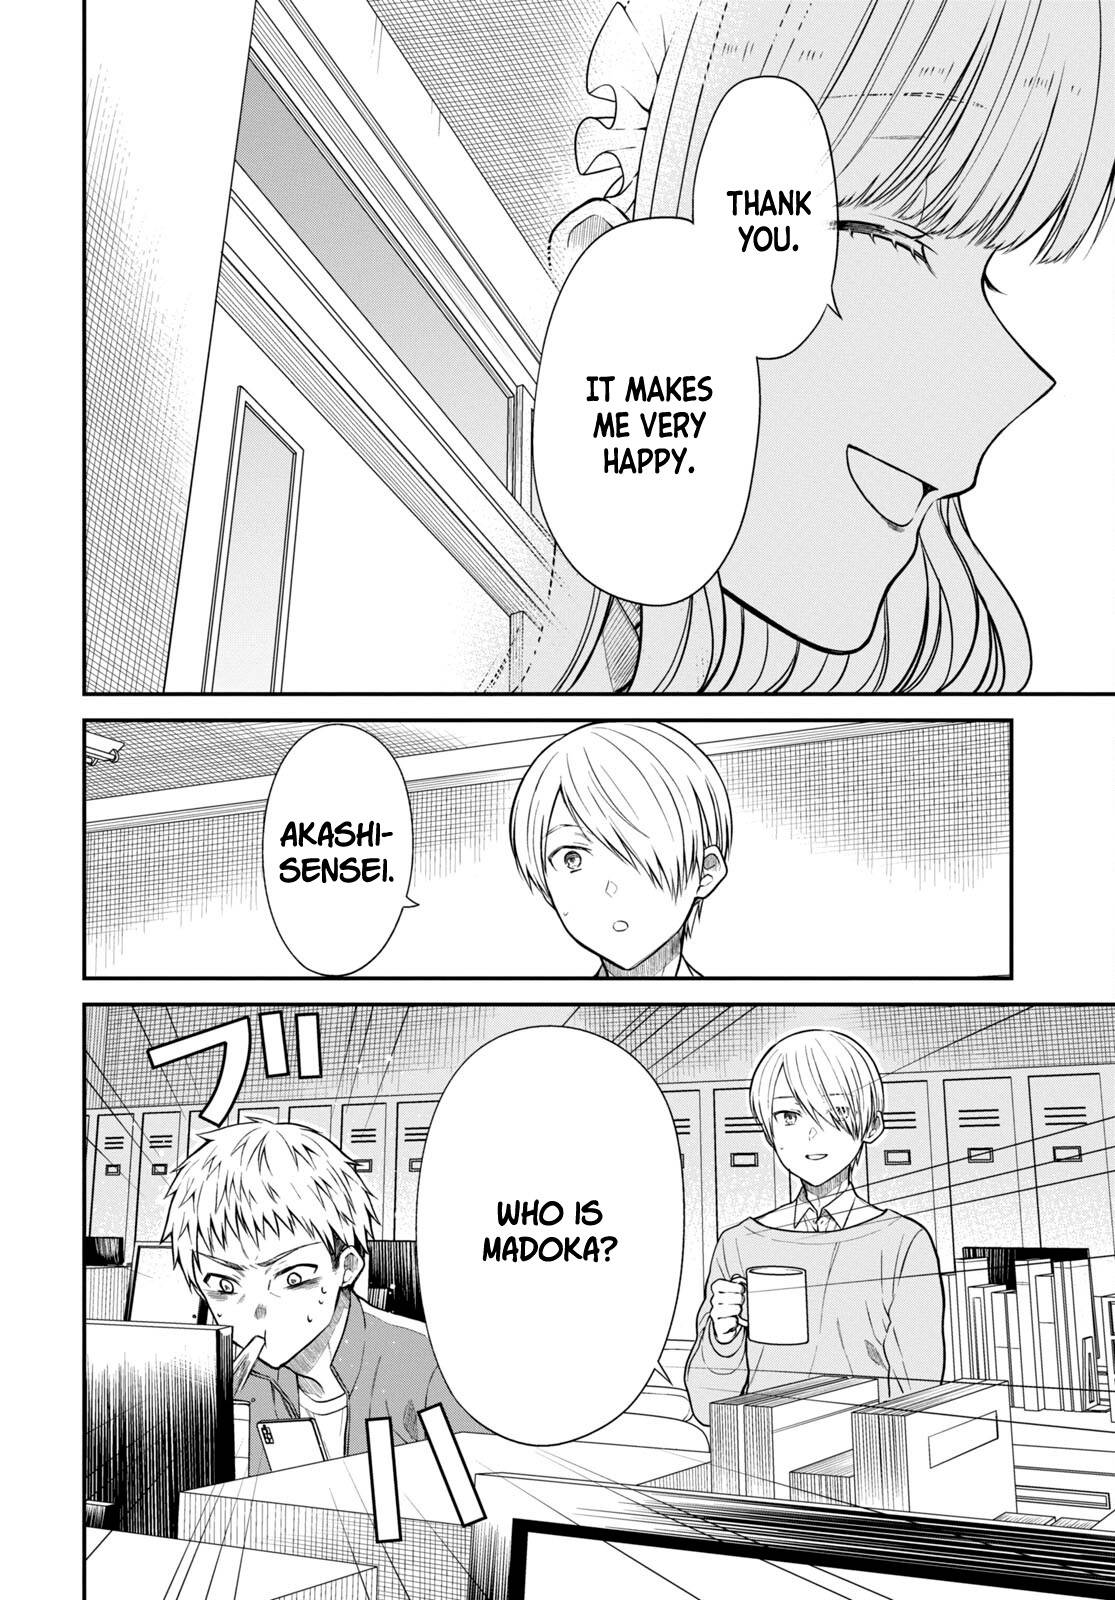 THANK
YOU.
IT MAKES
ME VERY
HAPPY.
AKASHI-
SENSEI.
WHO IS
MADOKA?
ブッ